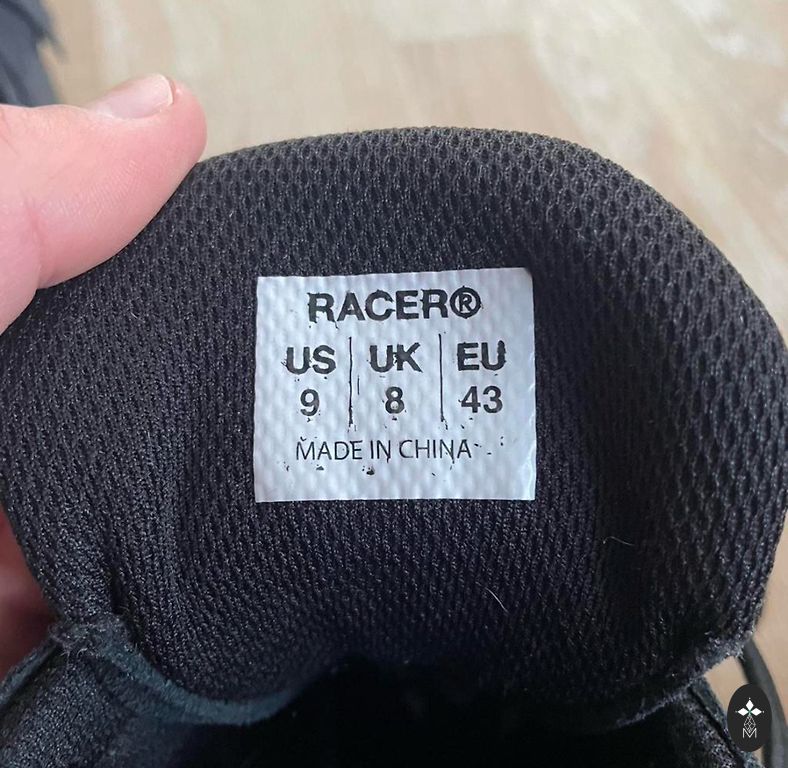 RACER®
US | UK | EU
9 | 8 | 43
MADE IN CHINA
M